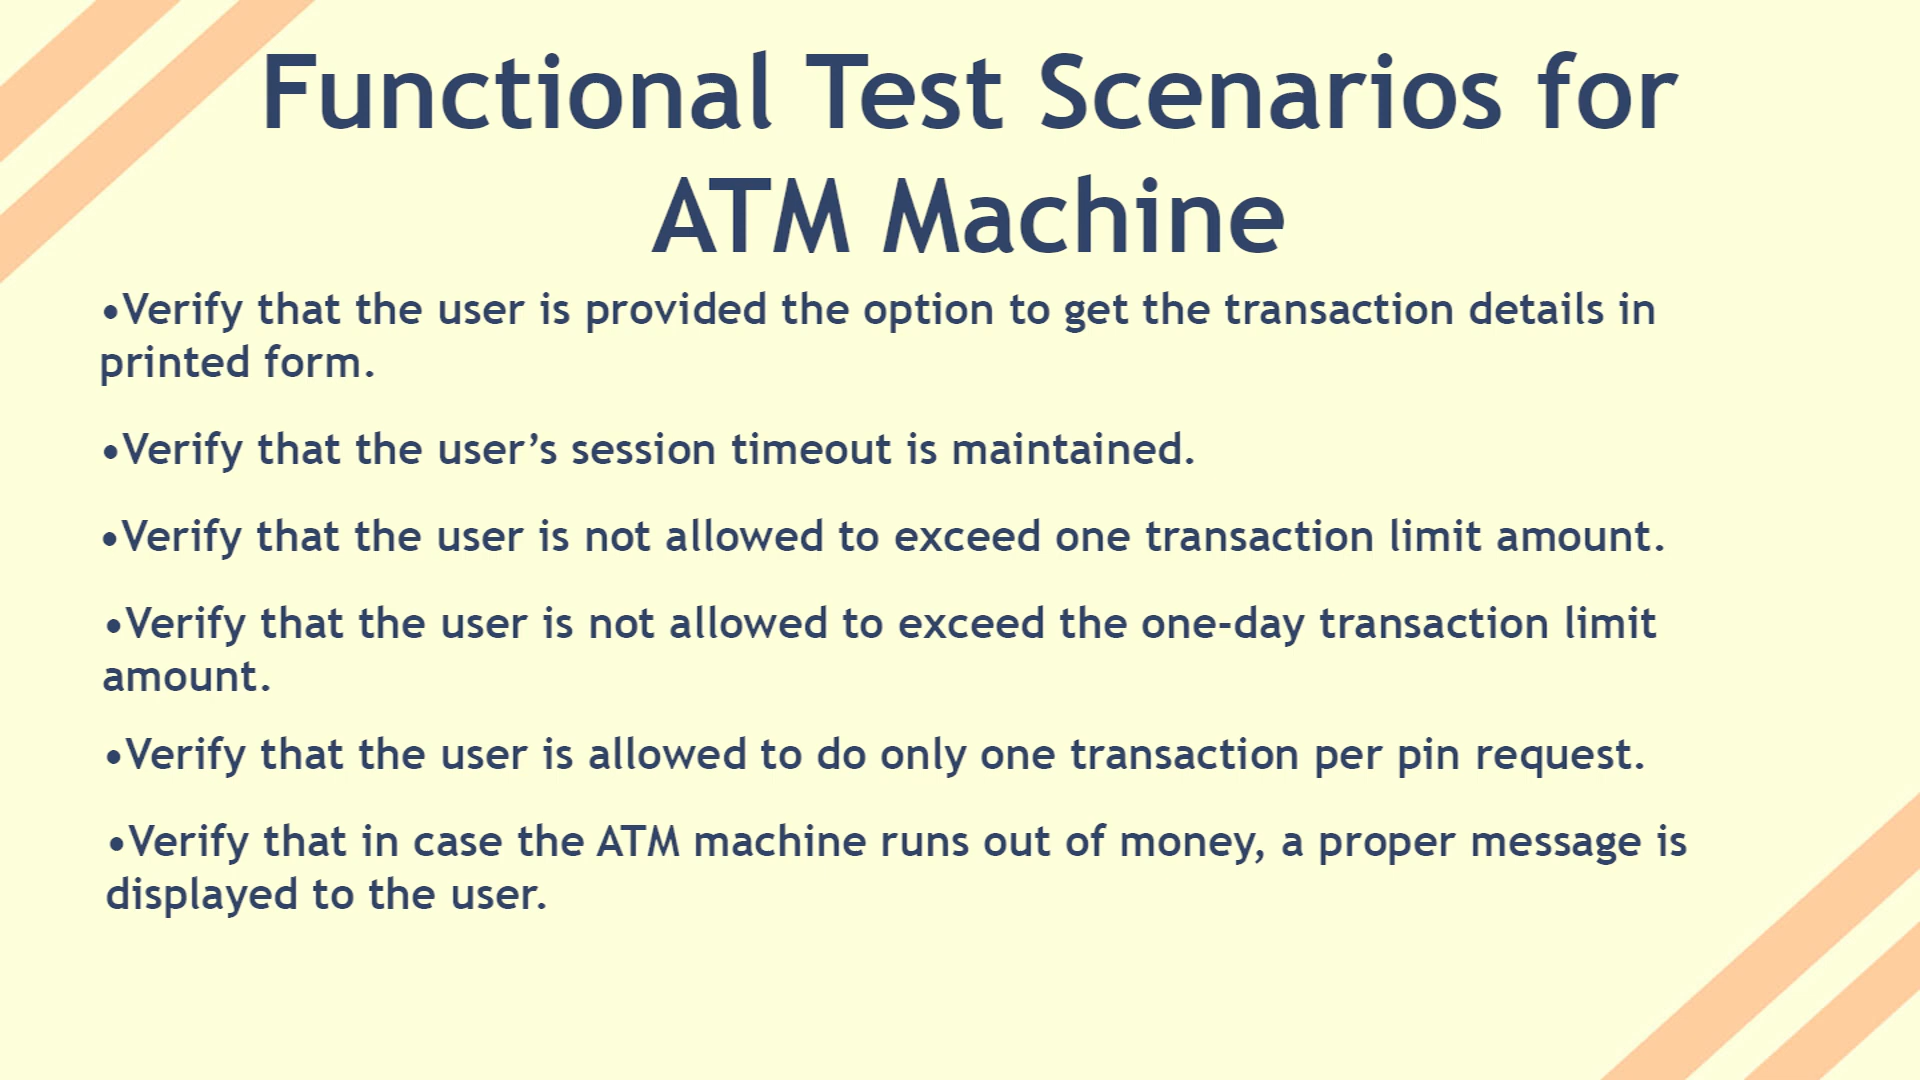 Functional Test Scenarios for
ATM Machine
•Verify that the user is provided the option to get the transaction details in
printed form.
•Verify that the user’s session timeout is maintained.
•Verify that the user is not allowed to exceed one transaction limit amount.
•Verify that the user is not allowed to exceed the one-day transaction limit
amount.
•Verify that the user is allowed to do only one transaction per pin request.
•Verify that in case the ATM machine runs out of money, a proper message is
displayed to the user.